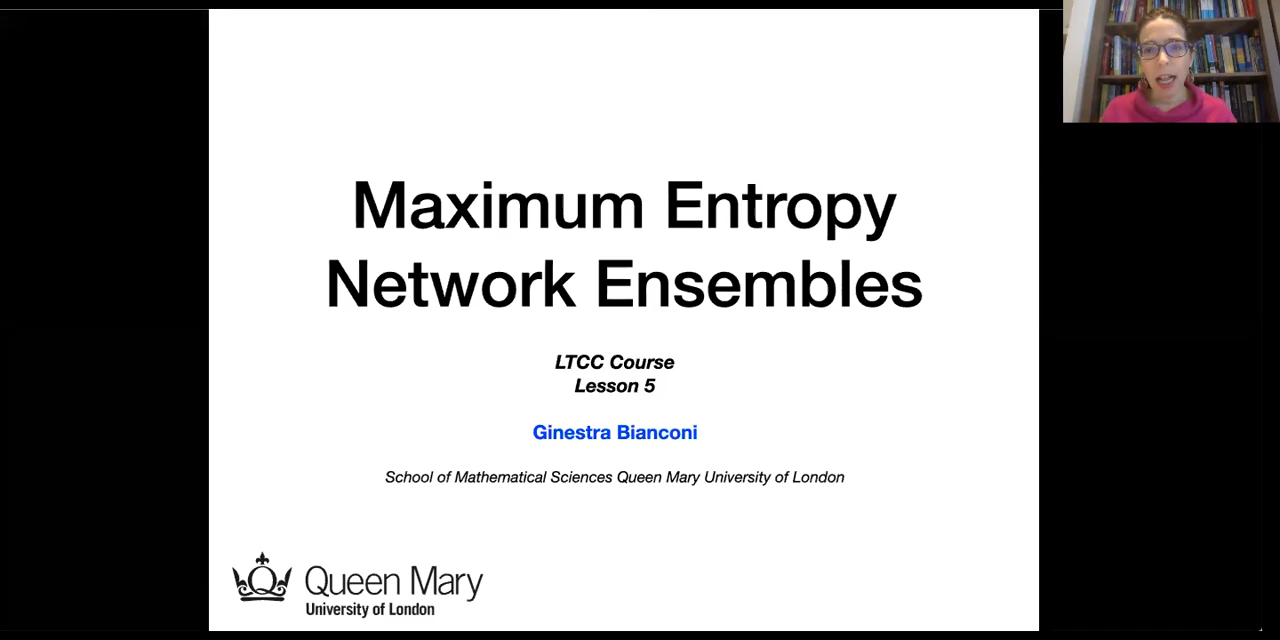 Maximum Entropy
Network Ensembles
LTCC Course
Lesson 5
Ginestra Bianconi
School of Mathematical Sciences Queen Mary University of London
Queen Mary
University of London